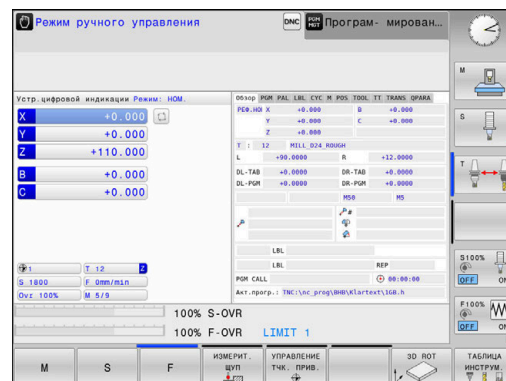 Режим ручного управления
DNC
PGM MGT
Програм- мирован…
Устр.цифровой индикации Режим: НОМ.
X +0.000
Y +0.000
Z +110.000
B +0.000
C +0.000
1
T 12 Z
S 1800
F 0mm/min
Ovr 100%
M 5/9
Обзор PGM PAL LBL CYC M POS TOOL TT TRANS QPARA
РЕФ.НОМ X +0.000 B +0.000
Y +0.000 C +0.000
Z +0.000
T : 12 MILL_D24_ROUGH
L +90.0000 R +12.0000
DL-TAB +0.0000 DR-TAB +0.0000
DL-PGM +0.0000 DR-PGM +0.0000
M50 M5
P #
LBL
LBL REP
PGM CALL 00:00:00
Акт.прогр.: TNC:\nc_prog\BHB\Klartext\1GB.h
100% S-OVR
100% F-OVR LIMIT 1
M
S
F
ИЗМЕРИТ. ЩУП
УПРАВЛЕНИЕ ТЧК. ПРИВ.
3D ROT
ТАБЛИЦА ИНСТРУМ.
M
S
T
S100%
OFF ON
F100%
OFF ON